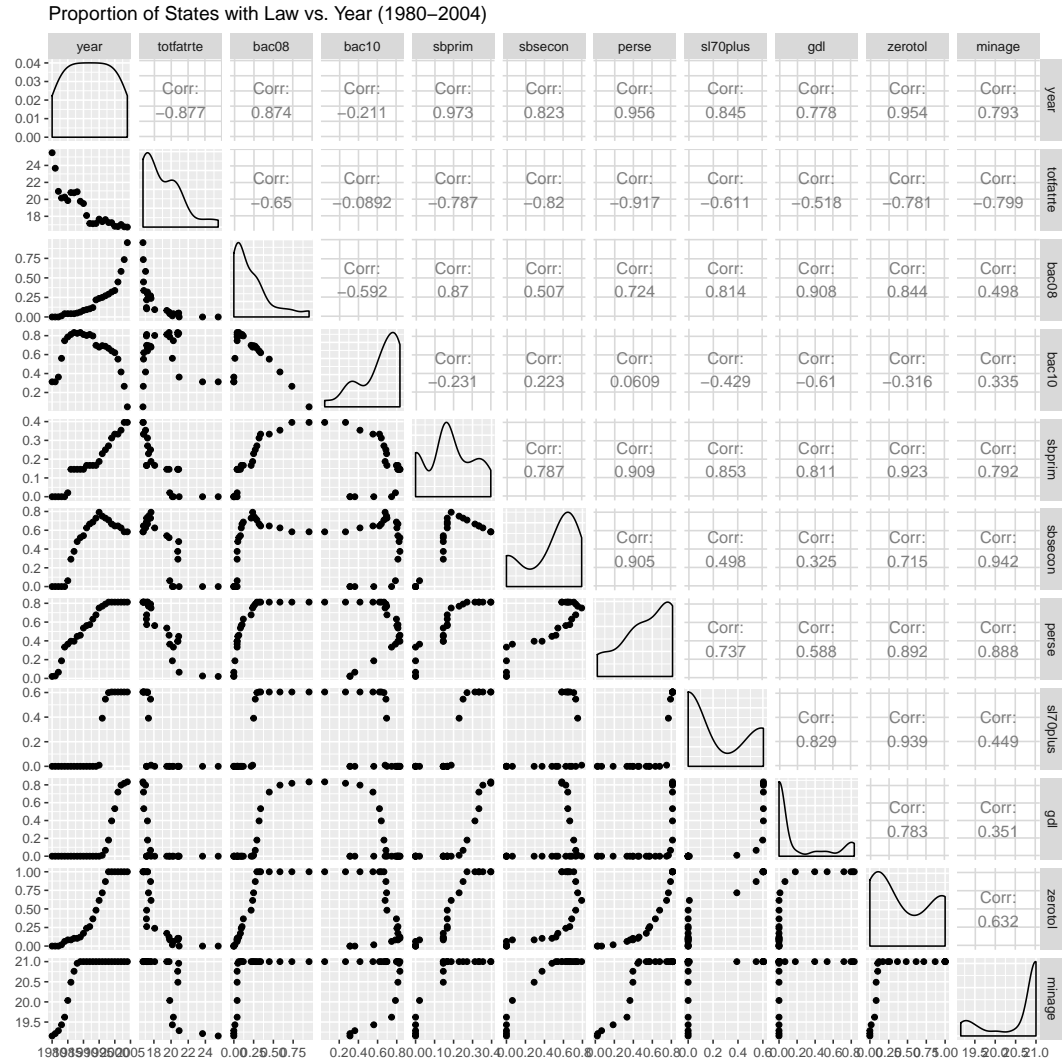 Proportion of States with Law vs. Year (1980−2004)
year totfatrte bac08 bac10 sbprim sbsecon perse sl70plus gdl zerotol minage
0.04
0.03
0.02
0.01
0.00
Corr: Corr: Corr: Corr: Corr: Corr: Corr: Corr: Corr: Corr:
−0.877 0.874 −0.211 0.973 0.823 0.956 0.845 0.778 0.954 0.793
year
24
22
20
18
Corr: Corr: Corr: Corr: Corr: Corr: Corr: Corr: Corr:
−0.65 −0.0892 −0.787 −0.82 −0.917 −0.611 −0.518 −0.781 −0.799
totfatrte
0.75
0.50
0.25
0.00
Corr: Corr: Corr: Corr: Corr: Corr: Corr: Corr:
−0.592 0.87 0.507 0.724 0.814 0.908 0.844 0.498
bac08
0.8
0.6
0.4
0.2
Corr: Corr: Corr: Corr: Corr: Corr: Corr:
−0.231 0.223 0.0609 −0.429 −0.61 −0.316 0.335
bac10
0.4
0.3
0.2
0.1
0.0
Corr: Corr: Corr: Corr: Corr: Corr:
0.787 0.909 0.853 0.811 0.923 0.792
sbprim
0.8
0.6
0.4
0.2
0.0
Corr: Corr: Corr: Corr: Corr:
0.905 0.498 0.325 0.715 0.942
sbsecon
0.8
0.6
0.4
0.2
0.0
Corr: Corr: Corr: Corr:
0.737 0.588 0.892 0.888
perse
0.6
0.4
0.2
0.0
Corr: Corr: Corr:
0.829 0.939 0.449
sl70plus
0.8
0.6
0.4
0.2
0.0
Corr: Corr:
0.783 0.351
gdl
1.00
0.75
0.50
0.25
0.00
Corr:
0.632
zerotol
21.0
20.5
20.0
19.5
minage